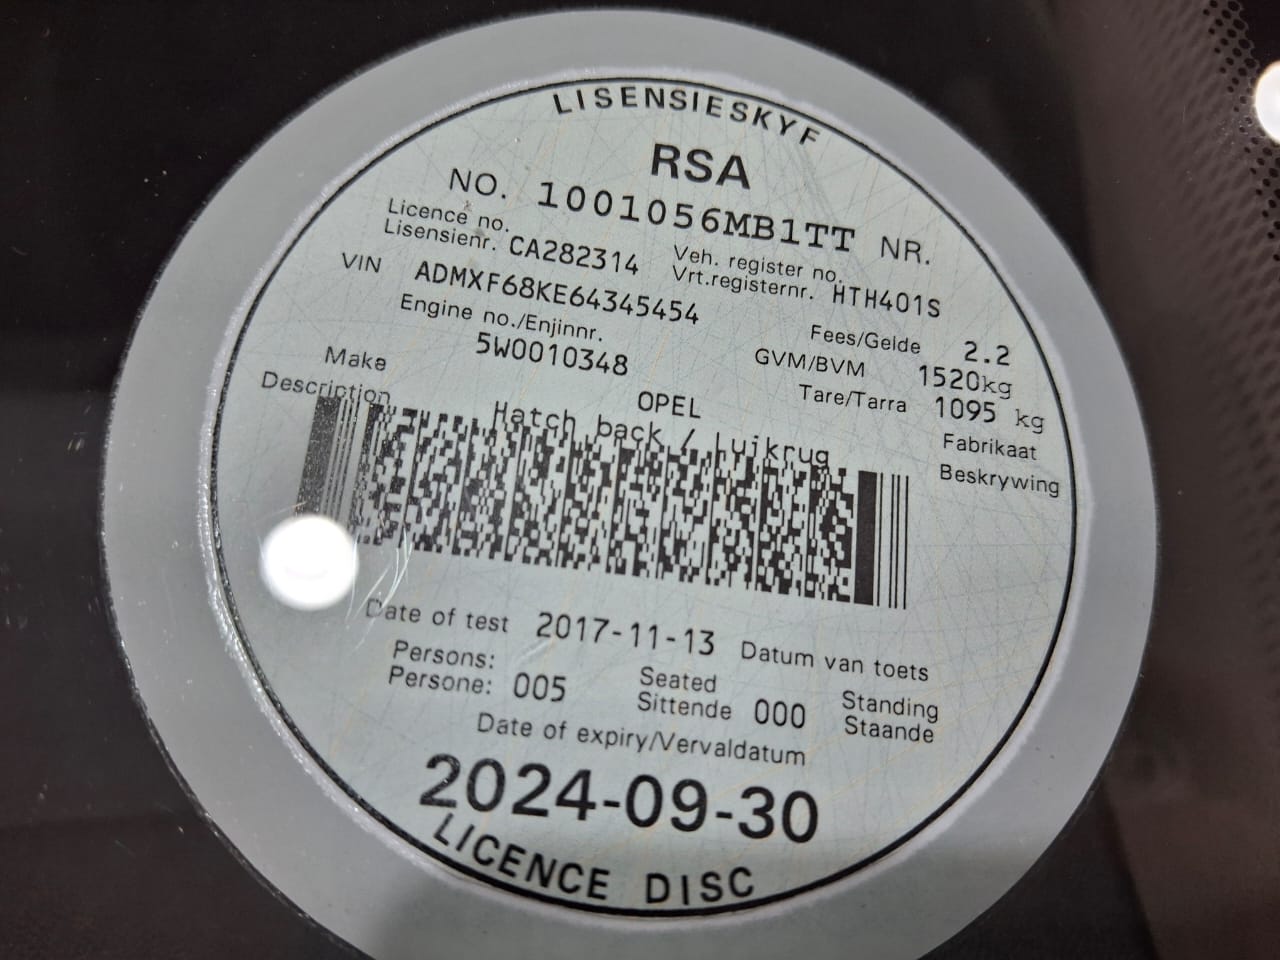 LISENSIESKYF
RSA
NO. 1001056MB1TT NR.
Licence no.
Lisensienr. CA282314
Veh. register no.
Vrt.registernr. HTH401S
VIN ADMXF68KE64345454
Engine no./Enjinnr.
5W0010348
Fees/Gelde 2.2
GVM/BVM 1520kg
Tare/Tarra 1095 kg
Make OPEL Fabrikaat
Description Hatch back / Luikrug Beskrywing
Date of test 2017-11-13 Datum van toets
Persons:
Persone: 005
Seated
Sittende 000
Standing
Staande
Date of expiry/Vervaldatum
2024-09-30
LICENCE DISC